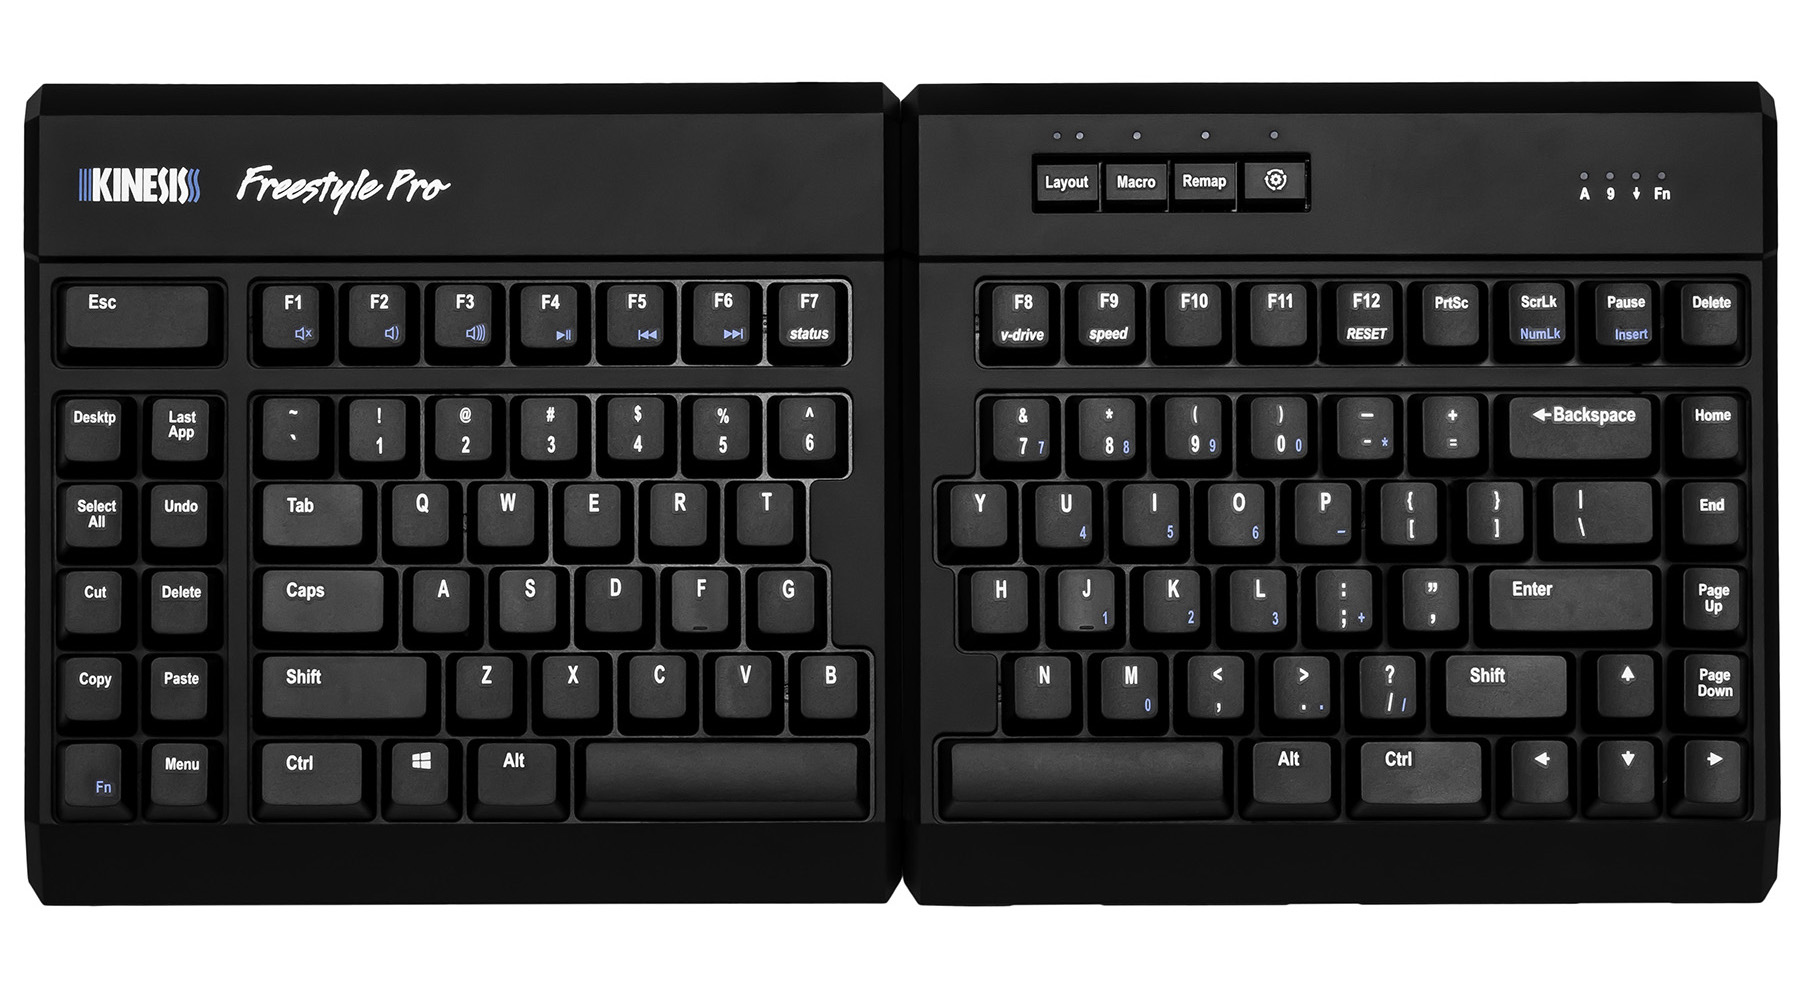 KINESIS Freestyle Pro
Layout Macro Remap
A 9 Fn
Esc F1 F2 F3 F4 F5 F6 F7 F8 F9 F10 F11 F12 PrtSc ScrLk Pause Delete
status v-drive speed RESET NumLk Insert
Desktp Last App ~ ` ! 1 @ 2 # 3 $ 4 % 5 ^ 6 & 7 7 * 8 8 ( 9 9 ) 0 0 – - * + = Backspace Home
Select All Undo Tab Q W E R T Y U 4 I 5 O 6 P – { [ } ] | \ End
Cut Delete Caps A S D F G H J 1 K 2 L 3 : ; + ” ’ Enter Page Up
Copy Paste Shift Z X C V B N M 0 < , > . . ? / / Shift Page Down
Fn Menu Ctrl Alt Alt Ctrl